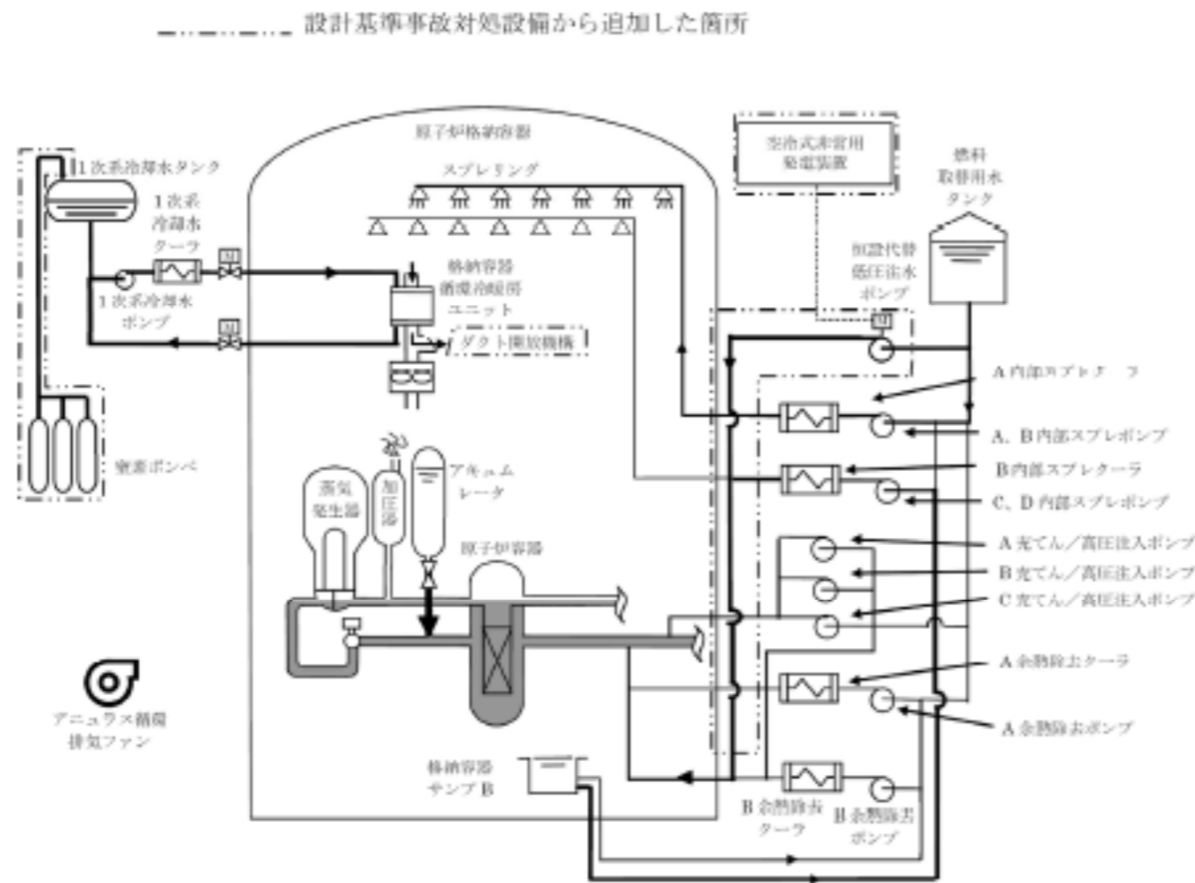 設計基準事故対処設備から追加した箇所
原子炉格納容器
スプレリング
空冷式非常用
発電装置
燃料
取替用水
タンク
1次系冷却水タンク
1次系
冷却水
クーラ
1次系冷却水
ポンプ
M
M
格納容器
循環冷暖房
ユニット
ダクト開放機構
恒設代替
低圧注水
ポンプ
M
A内部スプレクーラ
A、B内部スプレポンプ
B内部スプレクーラ
C、D内部スプレポンプ
窒素ボンベ
蒸気
発生器
加圧器
アキュム
レータ
原子炉容器
A充てん/高圧注入ポンプ
B充てん/高圧注入ポンプ
C充てん/高圧注入ポンプ
A余熱除去クーラ
A余熱除去ポンプ
アニュラス循環
排気ファン
格納容器
サンプB
B余熱除去
クーラ
B余熱除去
ポンプ